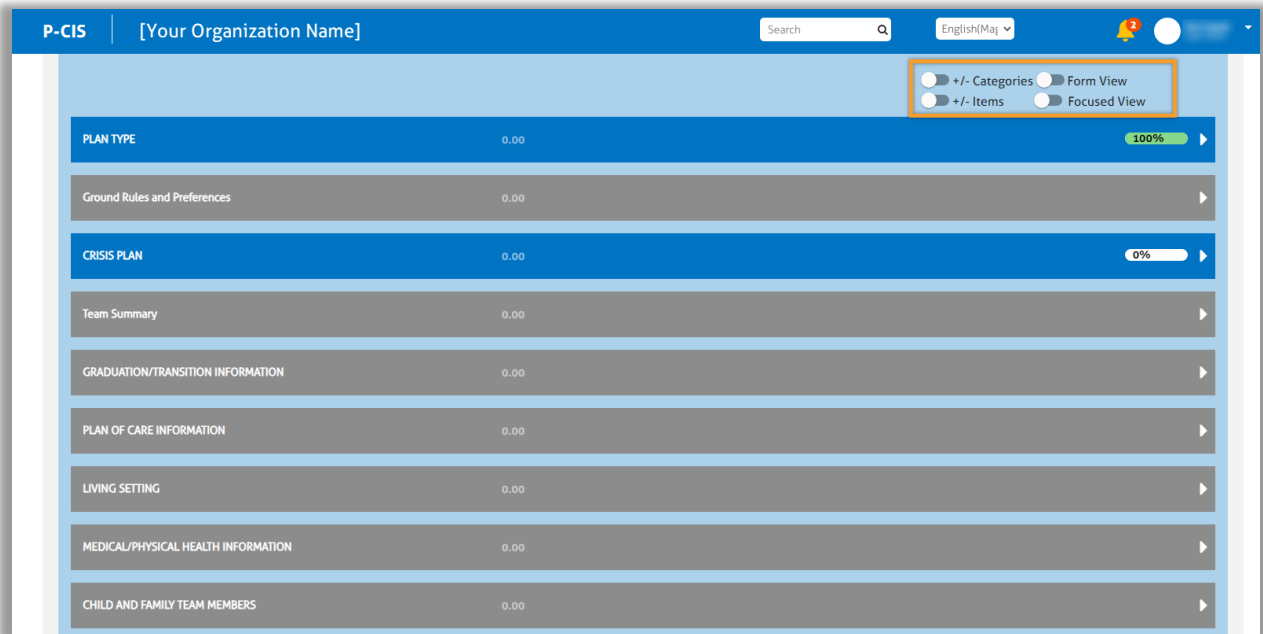 P-CIS [Your Organization Name] Search English(Maj 2
+/- Categories Form View
+/- Items Focused View
PLAN TYPE 0.00 100%
Ground Rules and Preferences 0.00
CRISIS PLAN 0.00 0%
Team Summary 0.00
GRADUATION/TRANSITION INFORMATION 0.00
PLAN OF CARE INFORMATION 0.00
LIVING SETTING 0.00
MEDICAL/PHYSICAL HEALTH INFORMATION 0.00
CHILD AND FAMILY TEAM MEMBERS 0.00